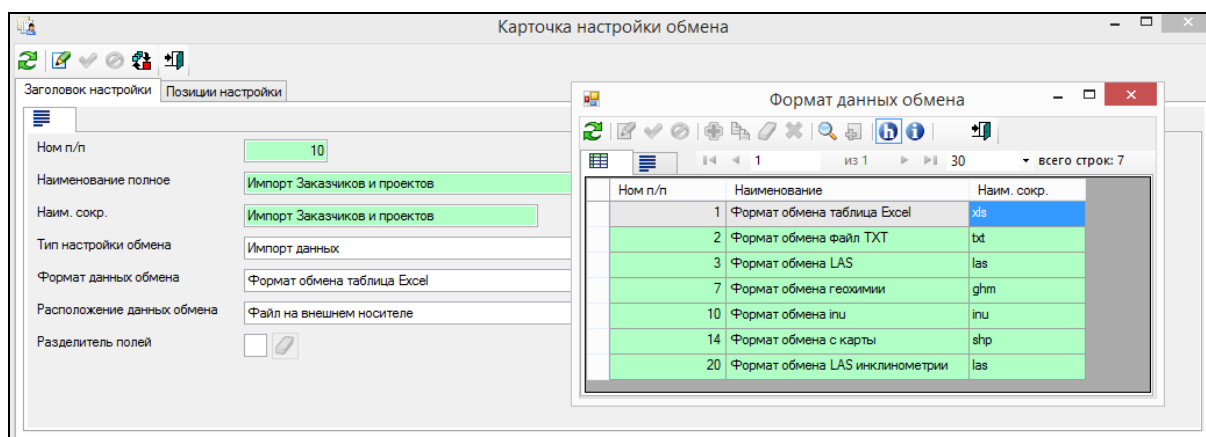 Карточка настройки обмена
Заголовок настройки Позиции настройки
Ном п/п 10
Наименование полное Импорт Заказчиков и проектов
Наим. сокр. Импорт Заказчиков и проектов
Тип настройки обмена Импорт данных
Формат данных обмена Формат обмена таблица Excel
Расположение данных обмена Файл на внешнем носителе
Разделитель полей
Формат данных обмена
1 из 1 30 всего строк: 7
Ном п/п Наименование Наим. сокр.
1 Формат обмена таблица Excel xls
2 Формат обмена файл TXT txt
3 Формат обмена LAS las
7 Формат обмена геохимии ghm
10 Формат обмена inu inu
14 Формат обмена с карты shp
20 Формат обмена LAS инклинометрии las